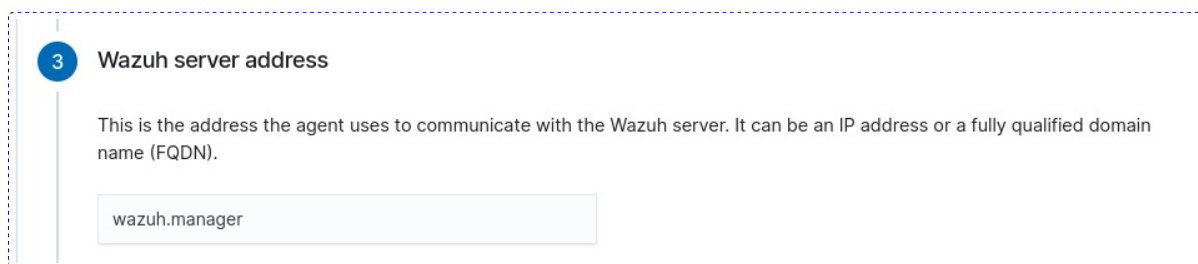 3
Wazuh server address
This is the address the agent uses to communicate with the Wazuh server. It can be an IP address or a fully qualified domain
name (FQDN).
wazuh.manager